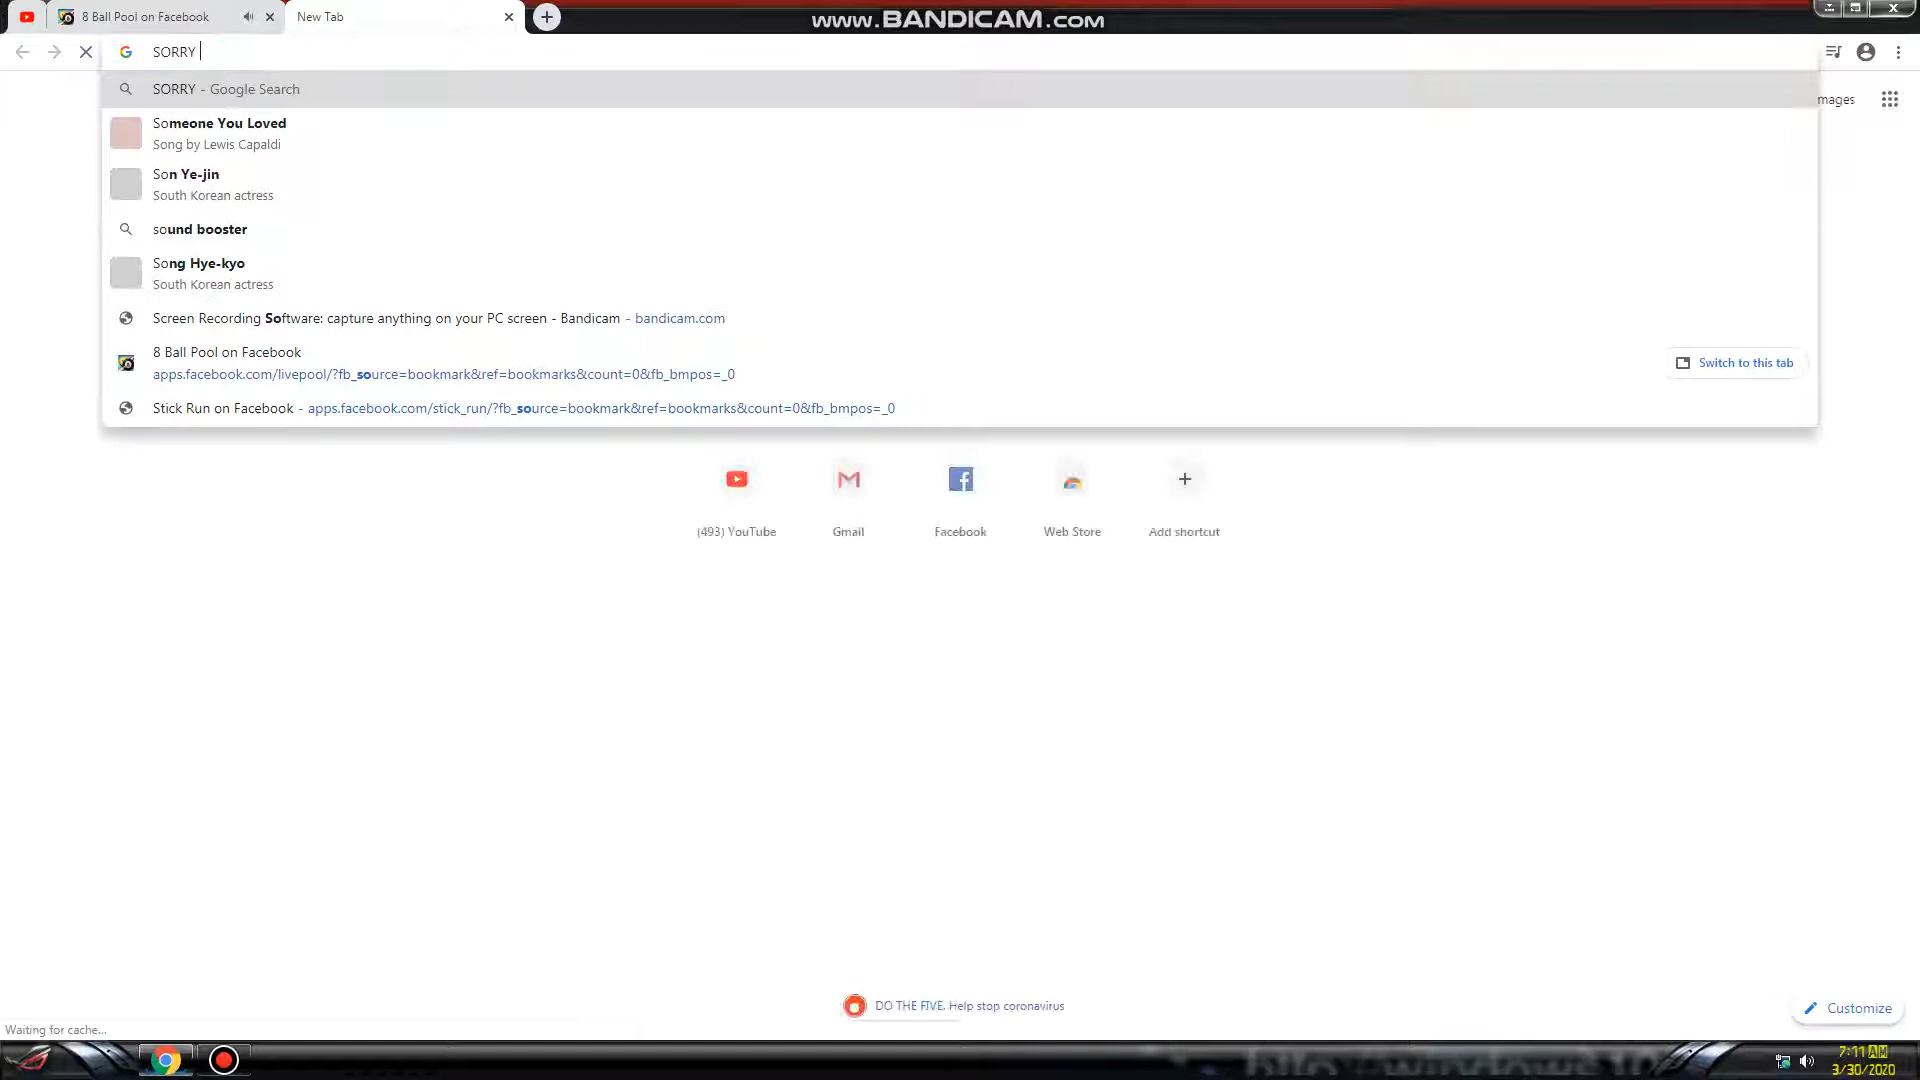 8 Ball Pool on Facebook
New Tab
www.BANDICAM.com
SORRY
SORRY - Google Search
mages
Someone You Loved
Song by Lewis Capaldi
Son Ye-jin
South Korean actress
sound booster
Song Hye-kyo
South Korean actress
Screen Recording Software: capture anything on your PC screen - Bandicam - bandicam.com
8 Ball Pool on Facebook
apps.facebook.com/livepool/?fb_source=bookmark&ref=bookmarks&count=0&fb_bmpos=_0
Switch to this tab
Stick Run on Facebook - apps.facebook.com/stick_run/?fb_source=bookmark&ref=bookmarks&count=0&fb_bmpos=_0
(493) YouTube
Gmail
Facebook
Web Store
Add shortcut
DO THE FIVE. Help stop coronavirus
Customize
Waiting for cache...
7:11 AM
3/30/2020